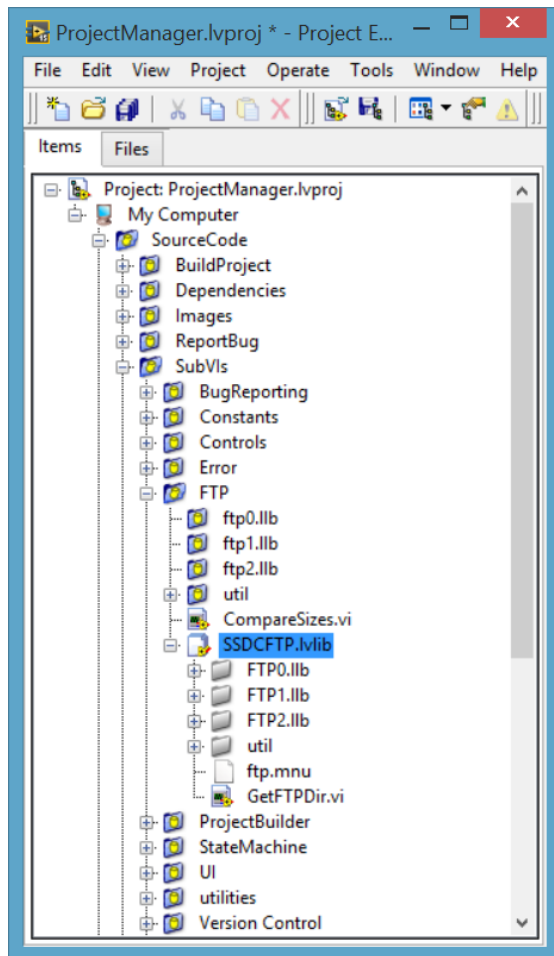 ProjectManager.lvproj * - Project E...
File Edit View Project Operate Tools Window Help
Items Files
Project: ProjectManager.lvproj
My Computer
SourceCode
BuildProject
Dependencies
Images
ReportBug
SubVIs
BugReporting
Constants
Controls
Error
FTP
ftp0.llb
ftp1.llb
ftp2.llb
util
CompareSizes.vi
SSDCFTP.lvlib
FTP0.llb
FTP1.llb
FTP2.llb
util
ftp.mnu
GetFTPDir.vi
ProjectBuilder
StateMachine
UI
utilities
Version Control